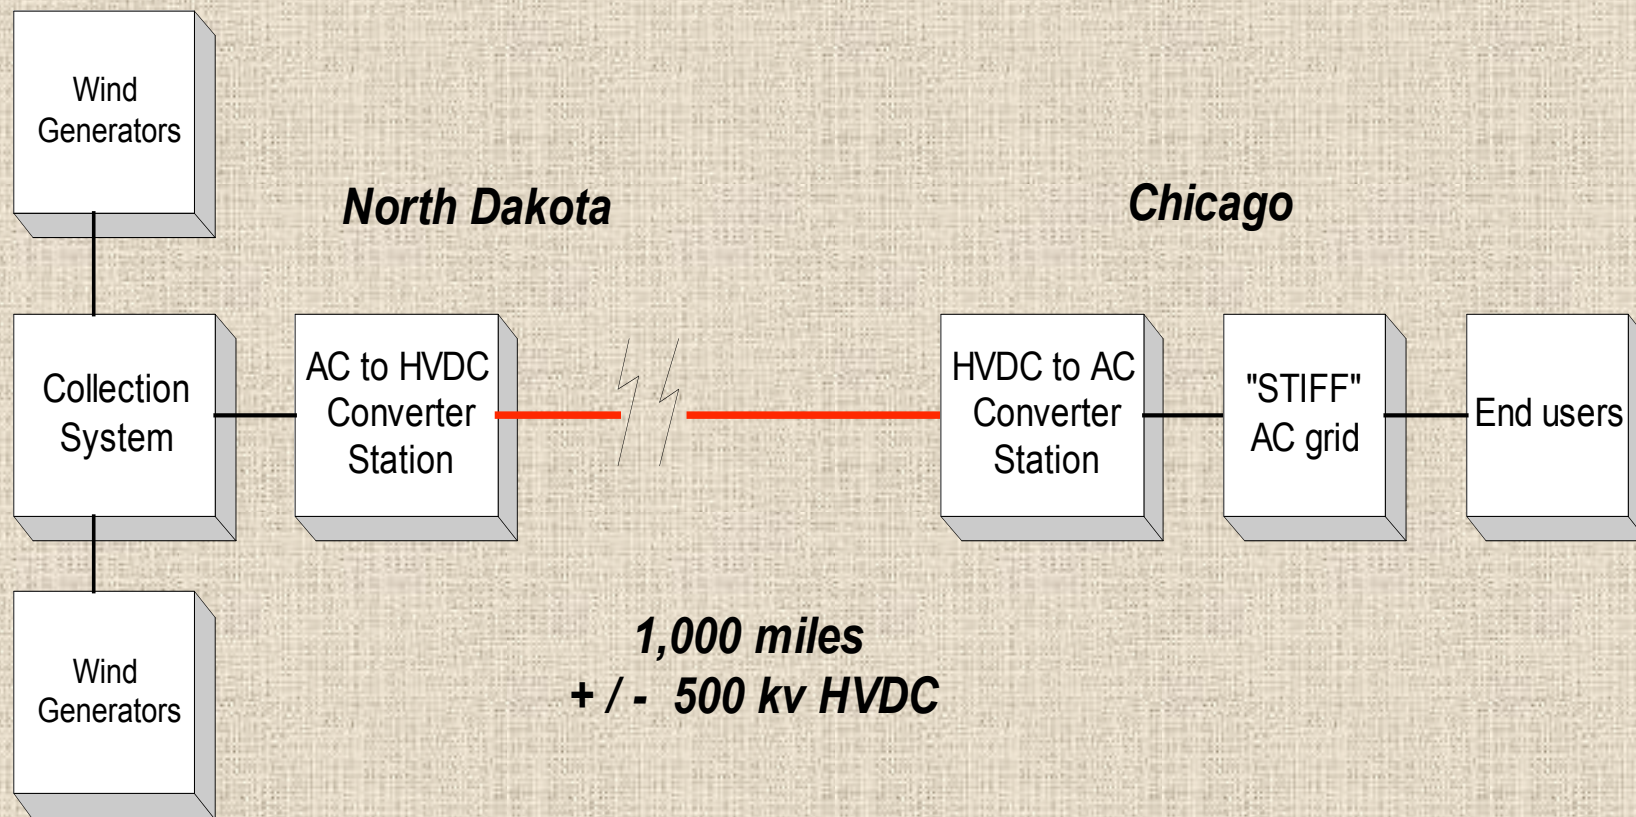 Wind
Generators
North Dakota
Chicago
Collection
System
AC to HVDC
Converter
Station
HVDC to AC
Converter
Station
"STIFF"
AC grid
End users
1,000 miles
+ / -  500 kv HVDC
Wind
Generators